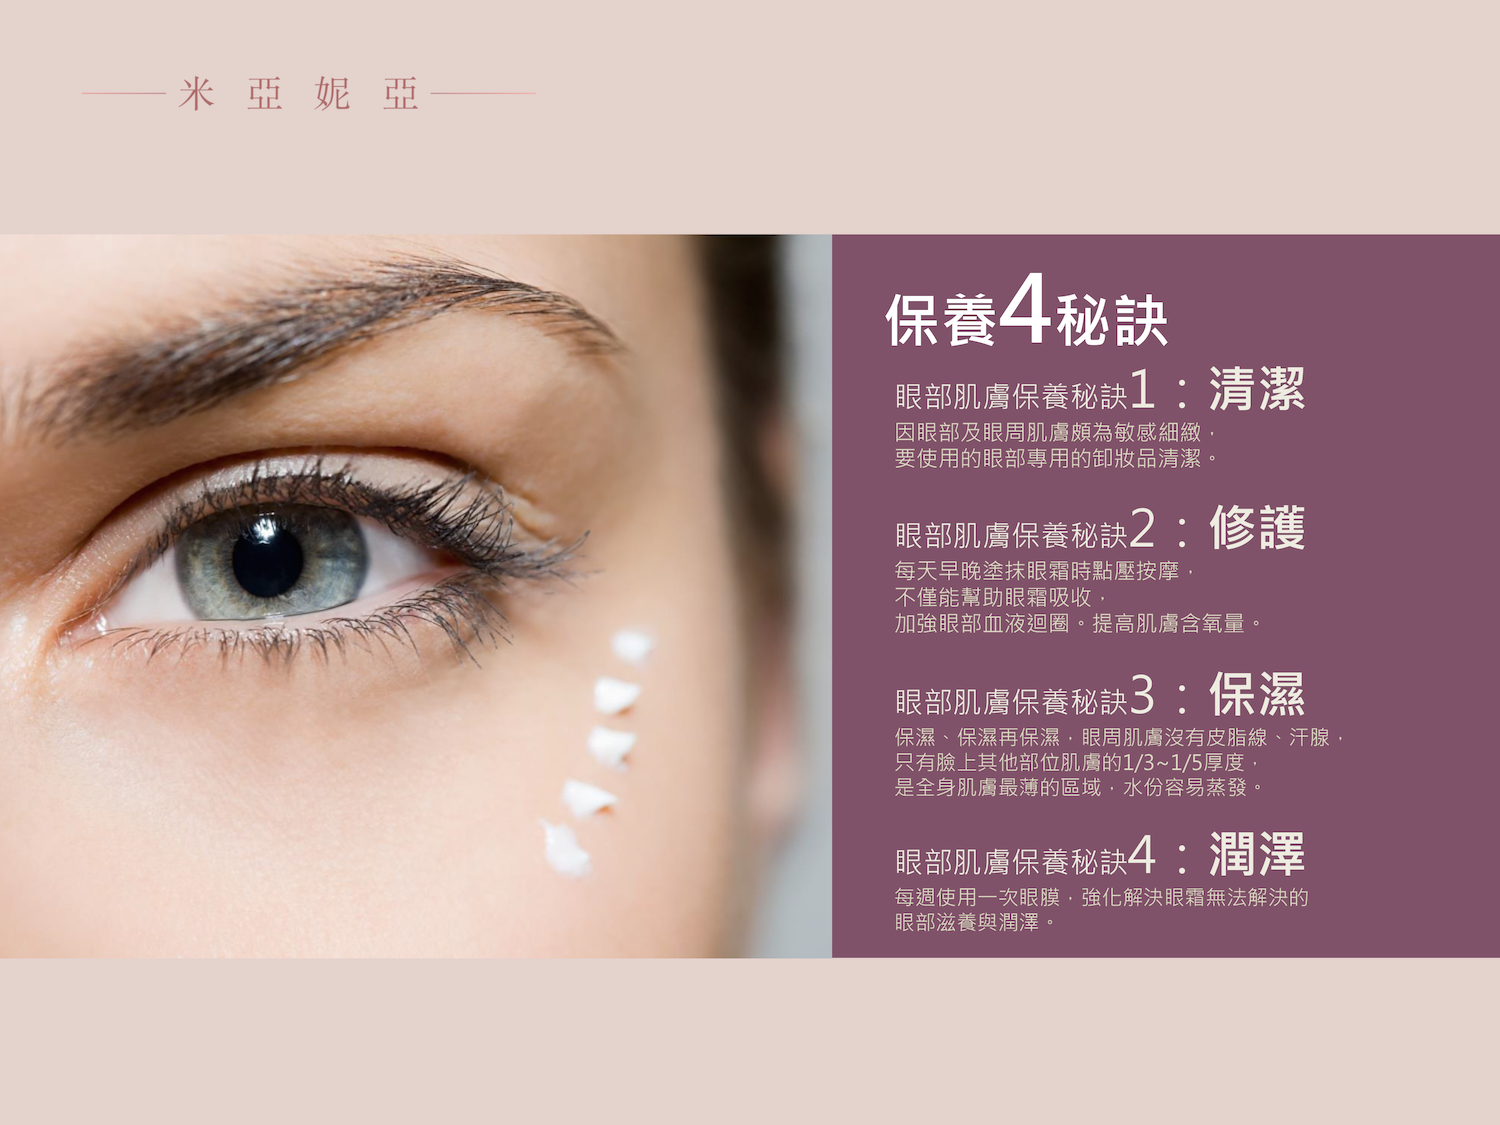 米亞妮亞
保養4秘訣
眼部肌膚保養秘訣1：清潔
因眼部及眼周肌膚頗為敏感細緻，
要使用的眼部專用的卸妝品清潔。
眼部肌膚保養秘訣2：修護
每天早晚塗抹眼霜時點壓按摩，
不僅能幫助眼霜吸收，
加強眼部血液迴圈。提高肌膚含氧量。
眼部肌膚保養秘訣3：保濕
保濕、保濕再保濕，眼周肌膚沒有皮脂線、汗腺，
只有臉上其他部位肌膚的1/3~1/5厚度，
是全身肌膚最薄的區域，水份容易蒸發。
眼部肌膚保養秘訣4：潤澤
每週使用一次眼膜，強化解決眼霜無法解決的
眼部滋養與潤澤。